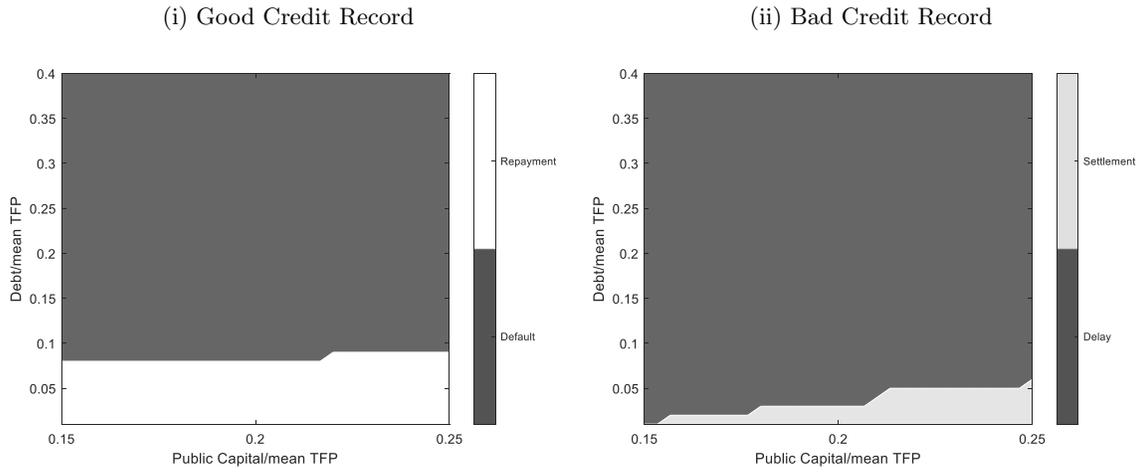 (i) Good Credit Record
0.4
0.35
0.3
0.25
0.2
0.15
0.1
0.05
Debt/mean TFP
0.15 0.2 0.25
Public Capital/mean TFP
Repayment
Default
(ii) Bad Credit Record
0.4
0.35
0.3
0.25
0.2
0.15
0.1
0.05
Debt/mean TFP
0.15 0.2 0.25
Public Capital/mean TFP
Settlement
Delay